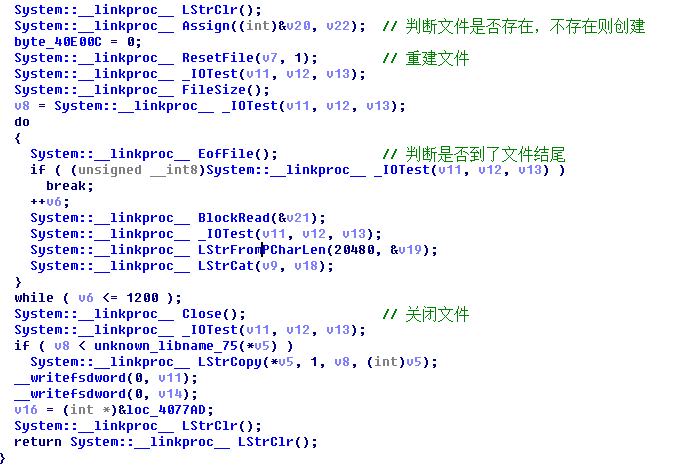 System::__linkproc__ LStrClr();
System::__linkproc__ Assign((int)&v20, v22);  // 判断文件是否存在，不存在则创建
byte_40E00C = 0;
System::__linkproc__ ResetFile(v7, 1);        // 重建文件
System::__linkproc__ _IOTest(v11, v12, v13);
System::__linkproc__ FileSize();
v8 = System::__linkproc__ _IOTest(v11, v12, v13);
do
{
  System::__linkproc__ EofFile();             // 判断是否到了文件结尾
  if ( (unsigned __int8)System::__linkproc__ _IOTest(v11, v12, v13) )
    break;
  ++v6;
  System::__linkproc__ BlockRead(&v21);
  System::__linkproc__ _IOTest(v11, v12, v13);
  System::__linkproc__ LStrFromPCharLen(20480, &v19);
  System::__linkproc__ LStrCat(v9, v18);
}
while ( v6 <= 1200 );
System::__linkproc__ Close();                 // 关闭文件
System::__linkproc__ _IOTest(v11, v12, v13);
if ( v8 < unknown_libname_75(*v5) )
  System::__linkproc__ LStrCopy(*v5, 1, v8, (int)v5);
__writefsdword(0, v11);
__writefsdword(0, v14);
v16 = (int *)&loc_4077AD;
System::__linkproc__ LStrClr();
return System::__linkproc__ LStrClr();
}